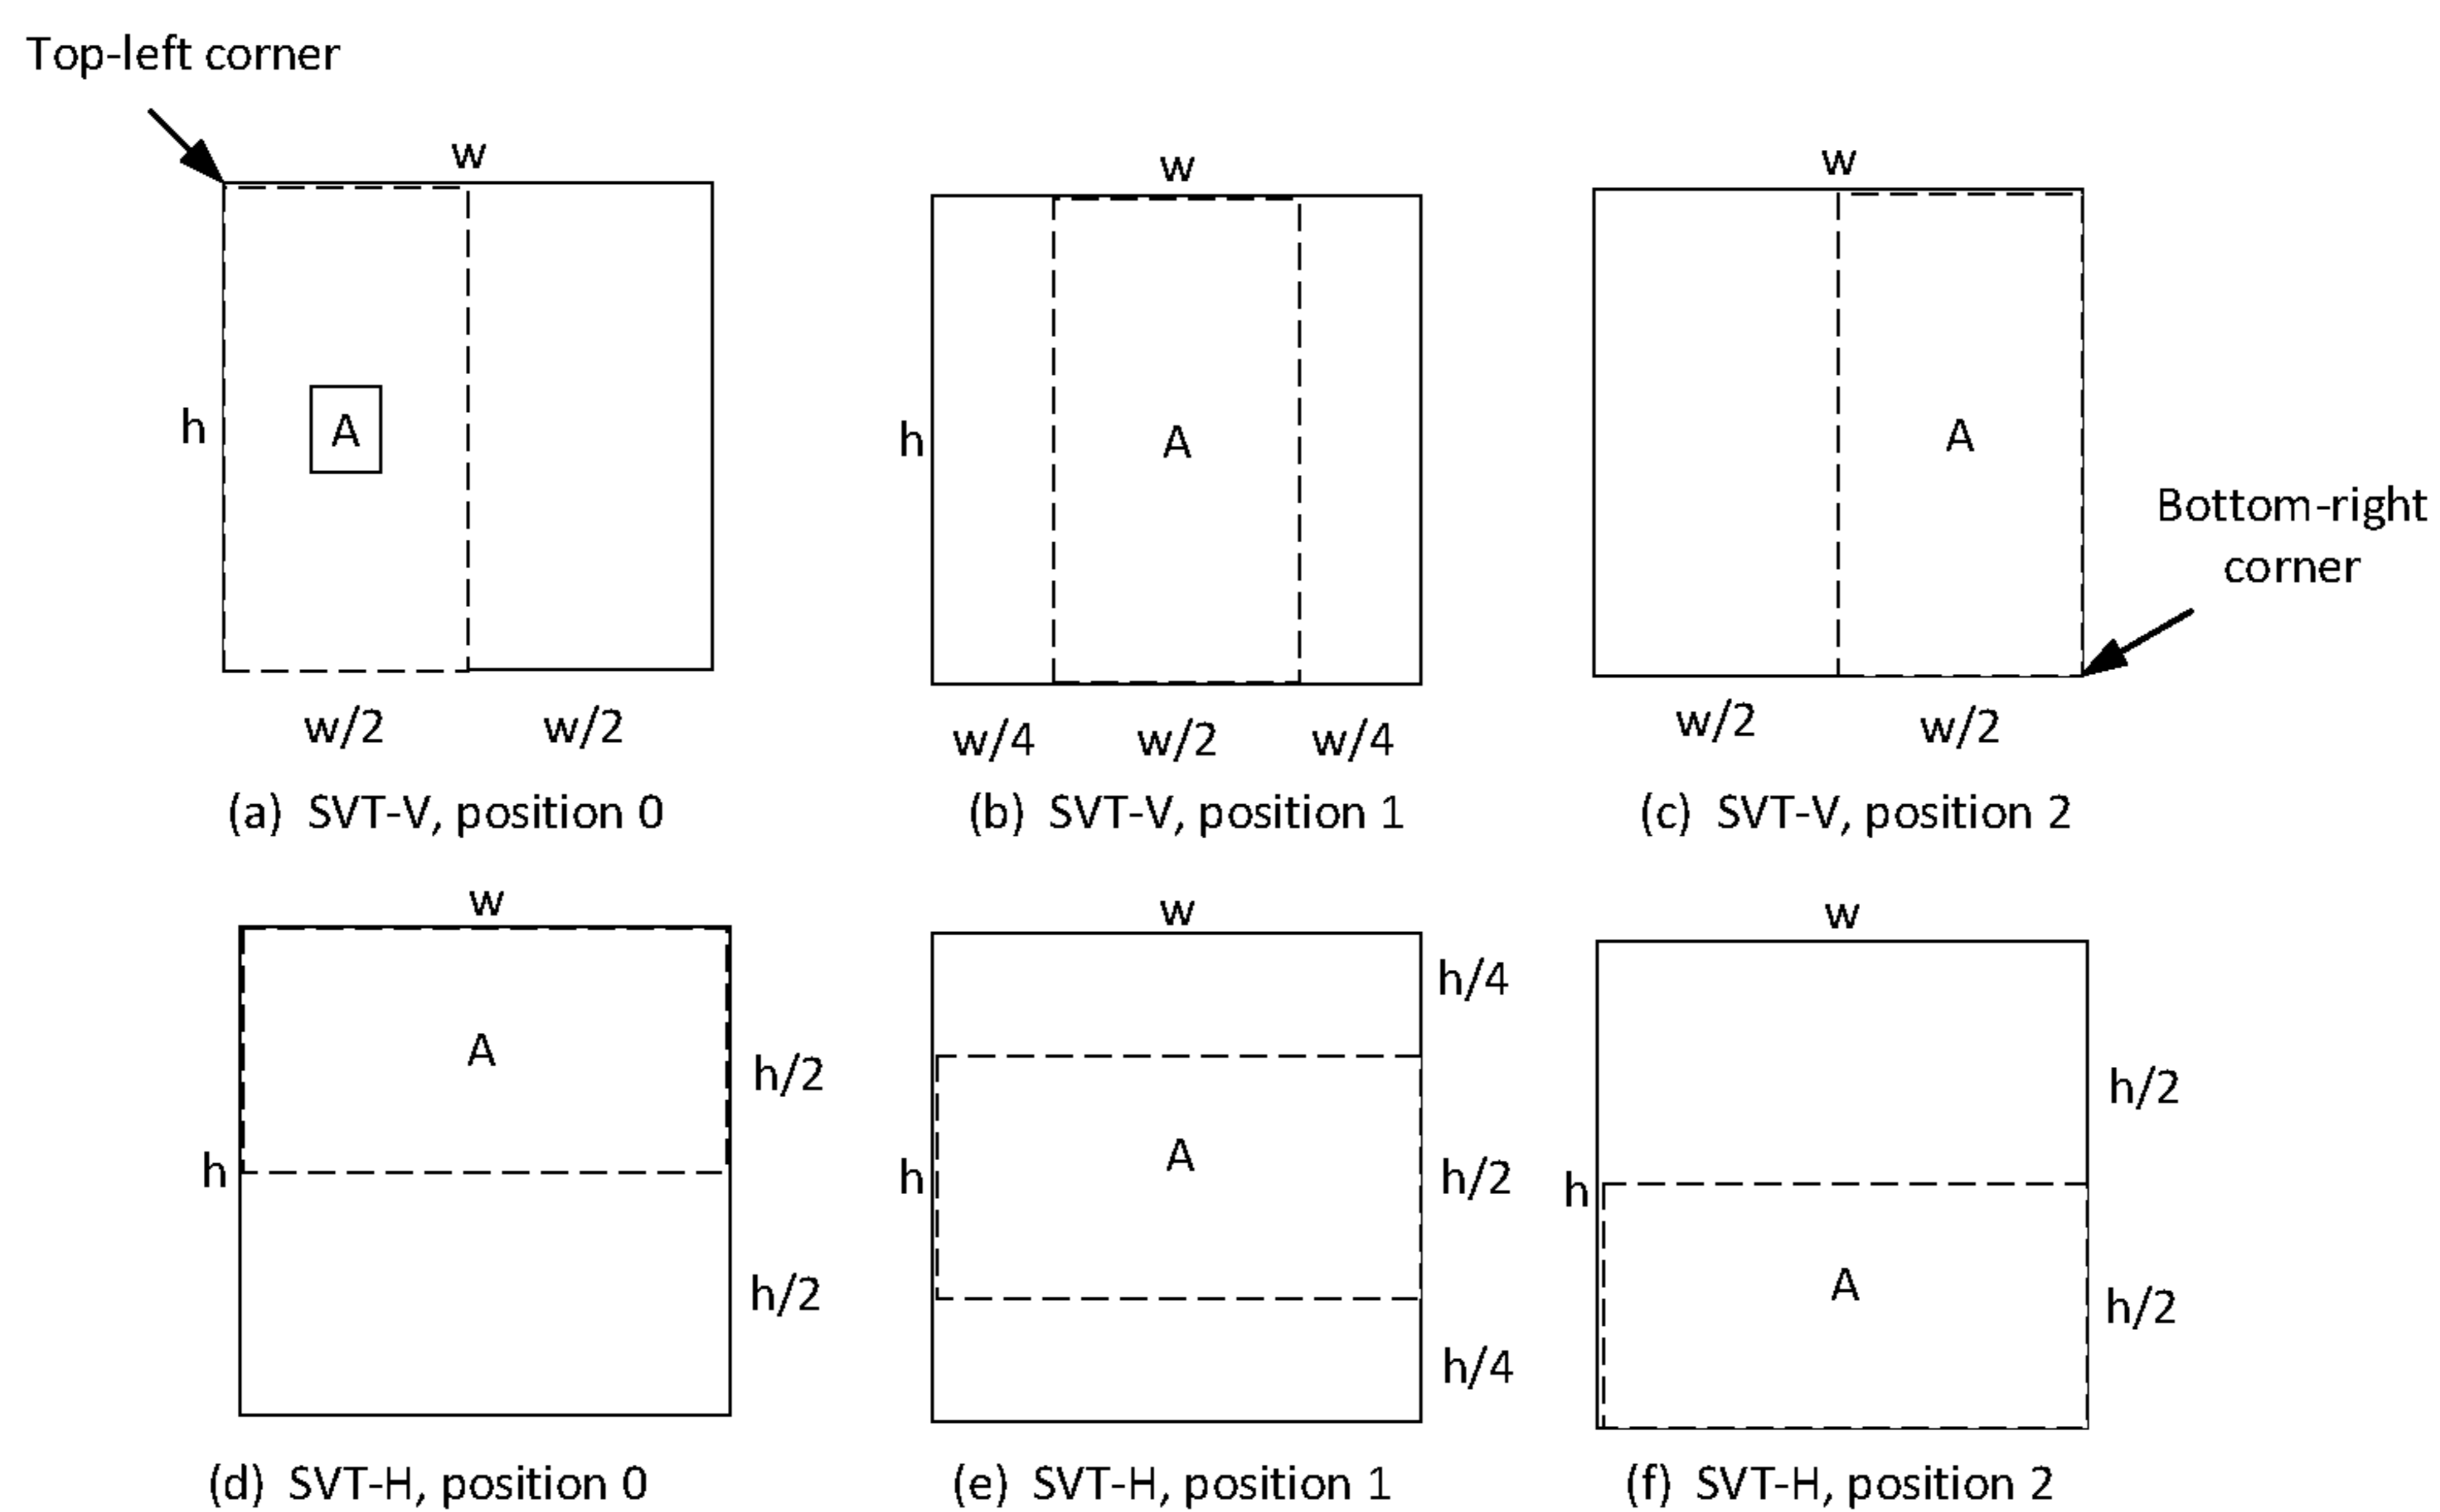 Top-left corner
w
w
w
h
A
h
A
A
Bottom-right
corner
w/2
w/2
w/4
w/2
w/4
w/2
w/2
(a) SVT-V, position 0
(b) SVT-V, position 1
(c) SVT-V, position 2
w
w
w
h/4
A
h/2
h/2
h
A
h
h/2
h
h/2
A
h/2
h/4
(d) SVT-H, position 0
(e) SVT-H, position 1
(f) SVT-H, position 2